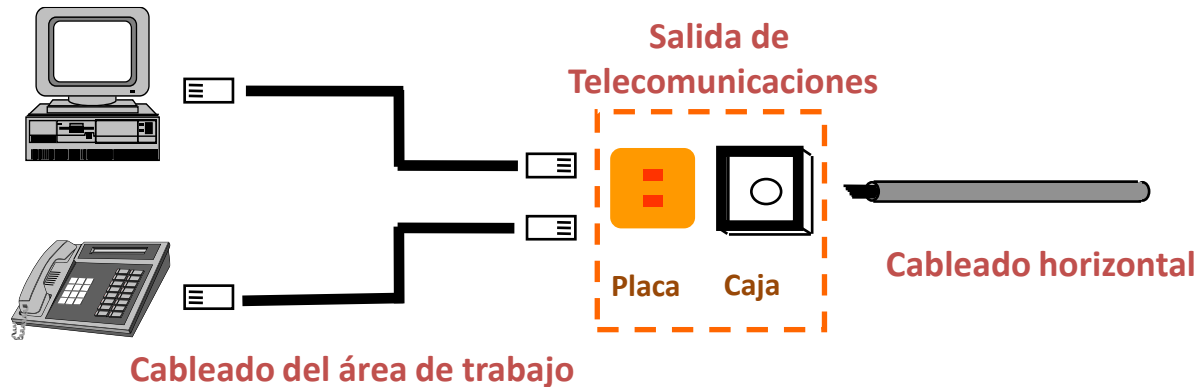 Salida de
Telecomunicaciones
Placa
Caja
Cableado horizontal
Cableado del área de trabajo